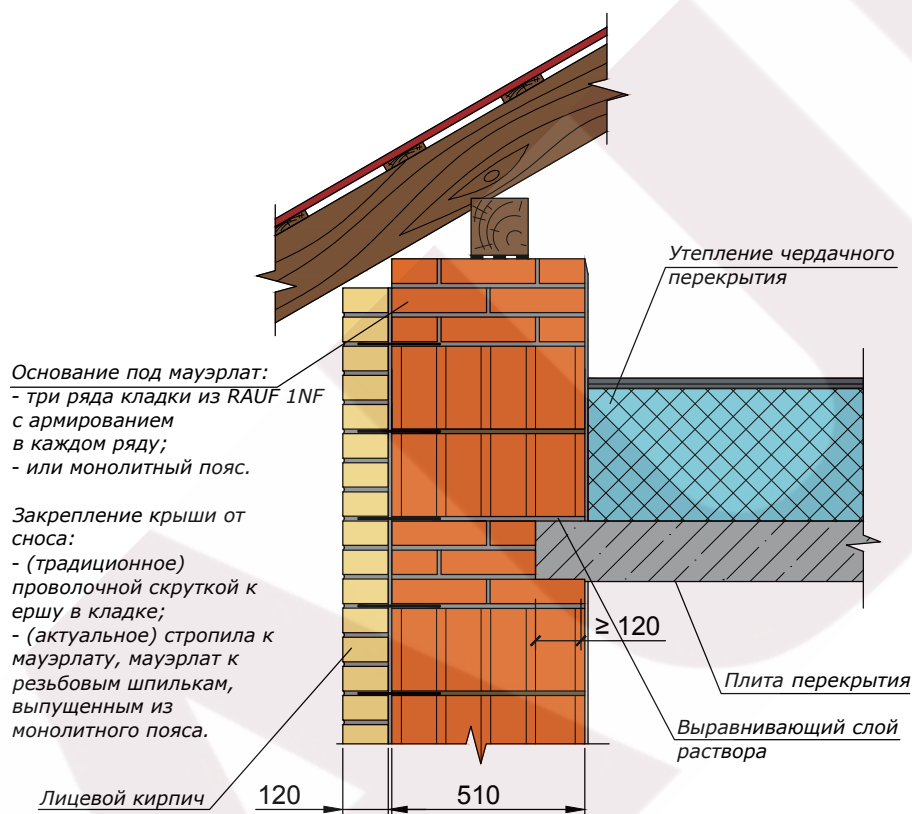 Утепление чердачного
перекрытия
Основание под мауэрлат:
- три ряда кладки из RAUF 1NF
с армированием
в каждом ряду;
- или монолитный пояс.
Закрепление крыши от
сноса:
- (традиционное)
проволочной скруткой к
ершу в кладке;
- (актуальное) стропила к
мауэрлату, мауэрлат к
резьбовым шпилькам,
выпущенным из
монолитного пояса.
≥ 120
Плита перекрытия
Выравнивающий слой
раствора
Лицевой кирпич
120
510